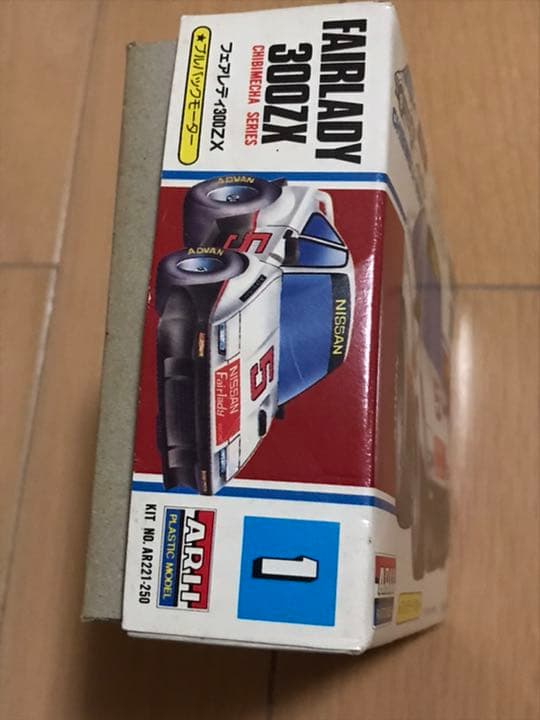 FAIRLADY
300ZX
CHIBIMECHA SERIES
フェアレディ300ZX
★プルバックモーター
ADVAN
5
ADVAN
NISSAN
5
NISSAN
Fairlady
1
ARII
PLASTIC MODEL
KIT NO. AR221-250